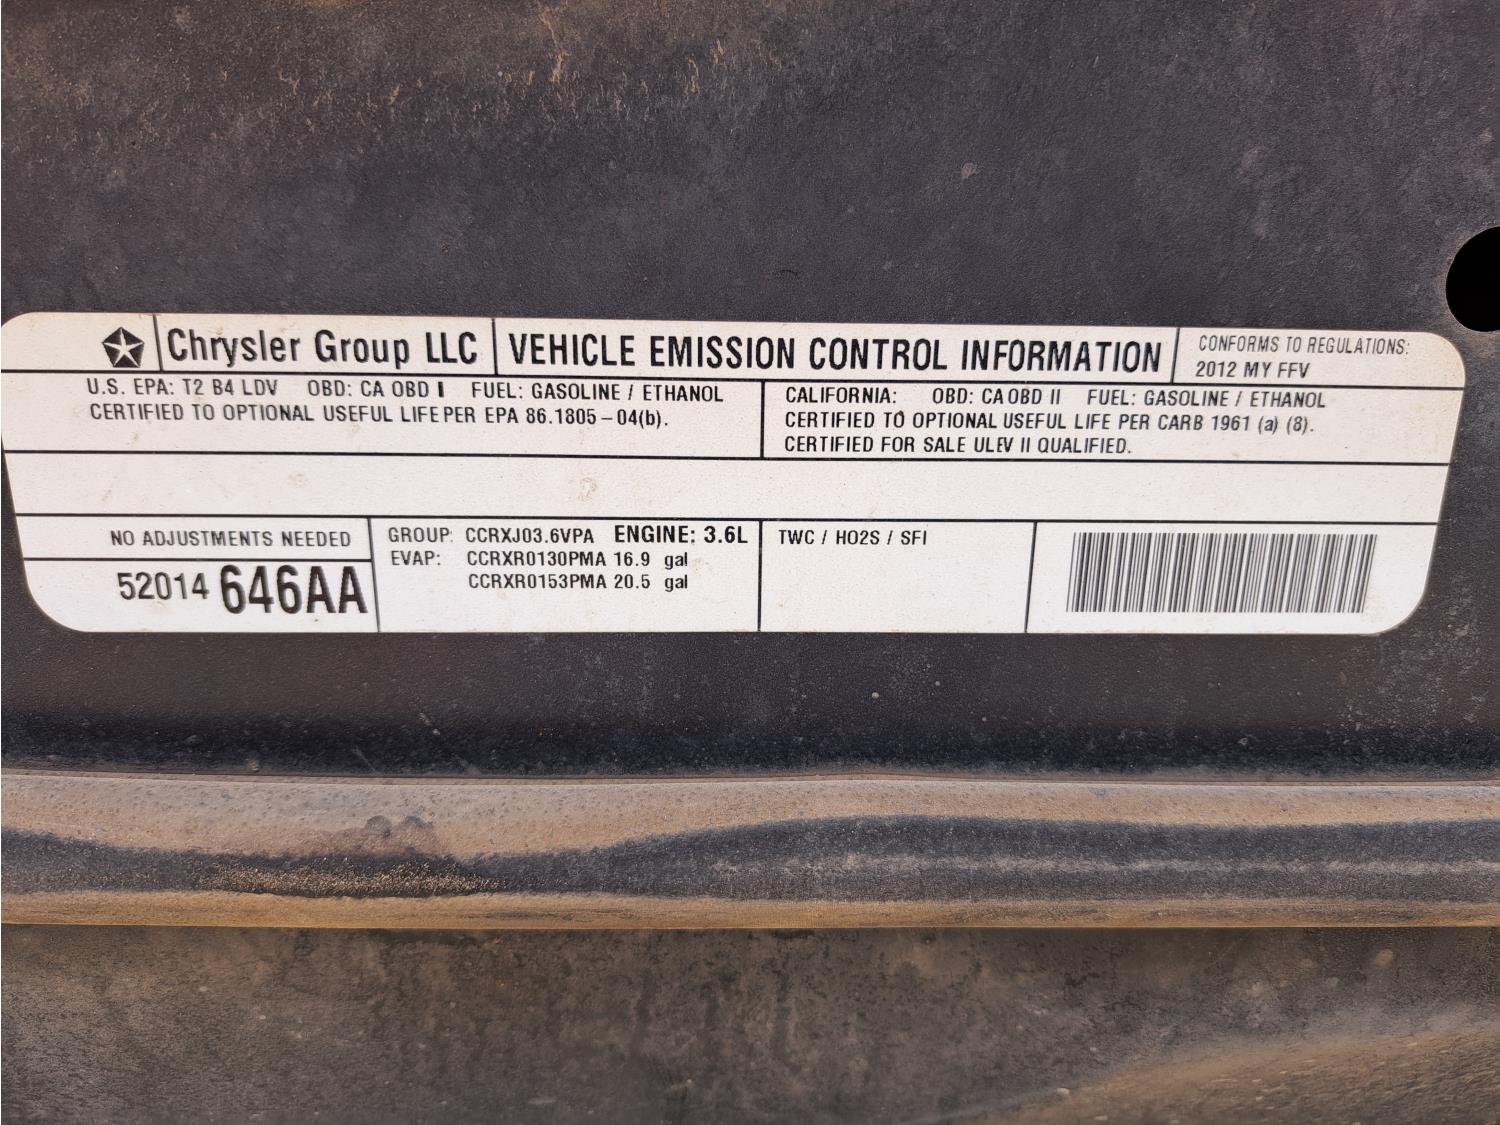 Chrysler Group LLC
VEHICLE EMISSION CONTROL INFORMATION
CONFORMS TO REGULATIONS:
2012 MY FFV
U.S. EPA: T2 B4 LDV OBD: CA OBD II FUEL: GASOLINE / ETHANOL
CERTIFIED TO OPTIONAL USEFUL LIFE PER EPA 86.1805-04(b).
CALIFORNIA: OBD: CA OBD II FUEL: GASOLINE / ETHANOL
CERTIFIED TO OPTIONAL USEFUL LIFE PER CARB 1961 (a) (8).
CERTIFIED FOR SALE ULEV II QUALIFIED.
NO ADJUSTMENTS NEEDED
52014 646AA
GROUP: CCRXJ03.6VPA ENGINE: 3.6L
EVAP: CCRXR0130PMA 16.9 gal
CCRXR0153PMA 20.5 gal
TWC / HO2S / SFI